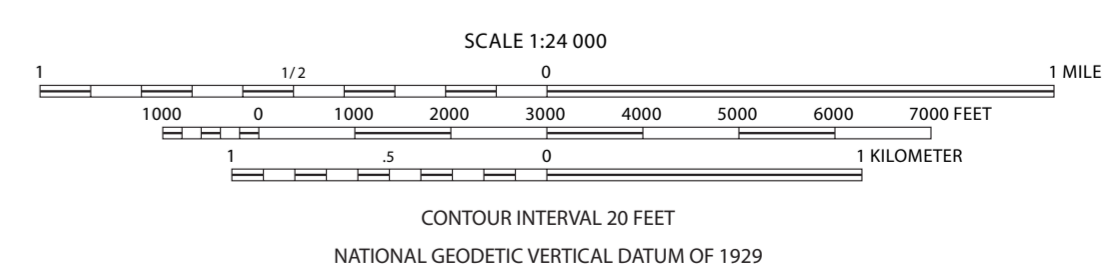 SCALE 1:24 000
1 1/2 0 1 MILE
1000 0 1000 2000 3000 4000 5000 6000 7000 FEET
1 .5 0 1 KILOMETER
CONTOUR INTERVAL 20 FEET
NATIONAL GEODETIC VERTICAL DATUM OF 1929